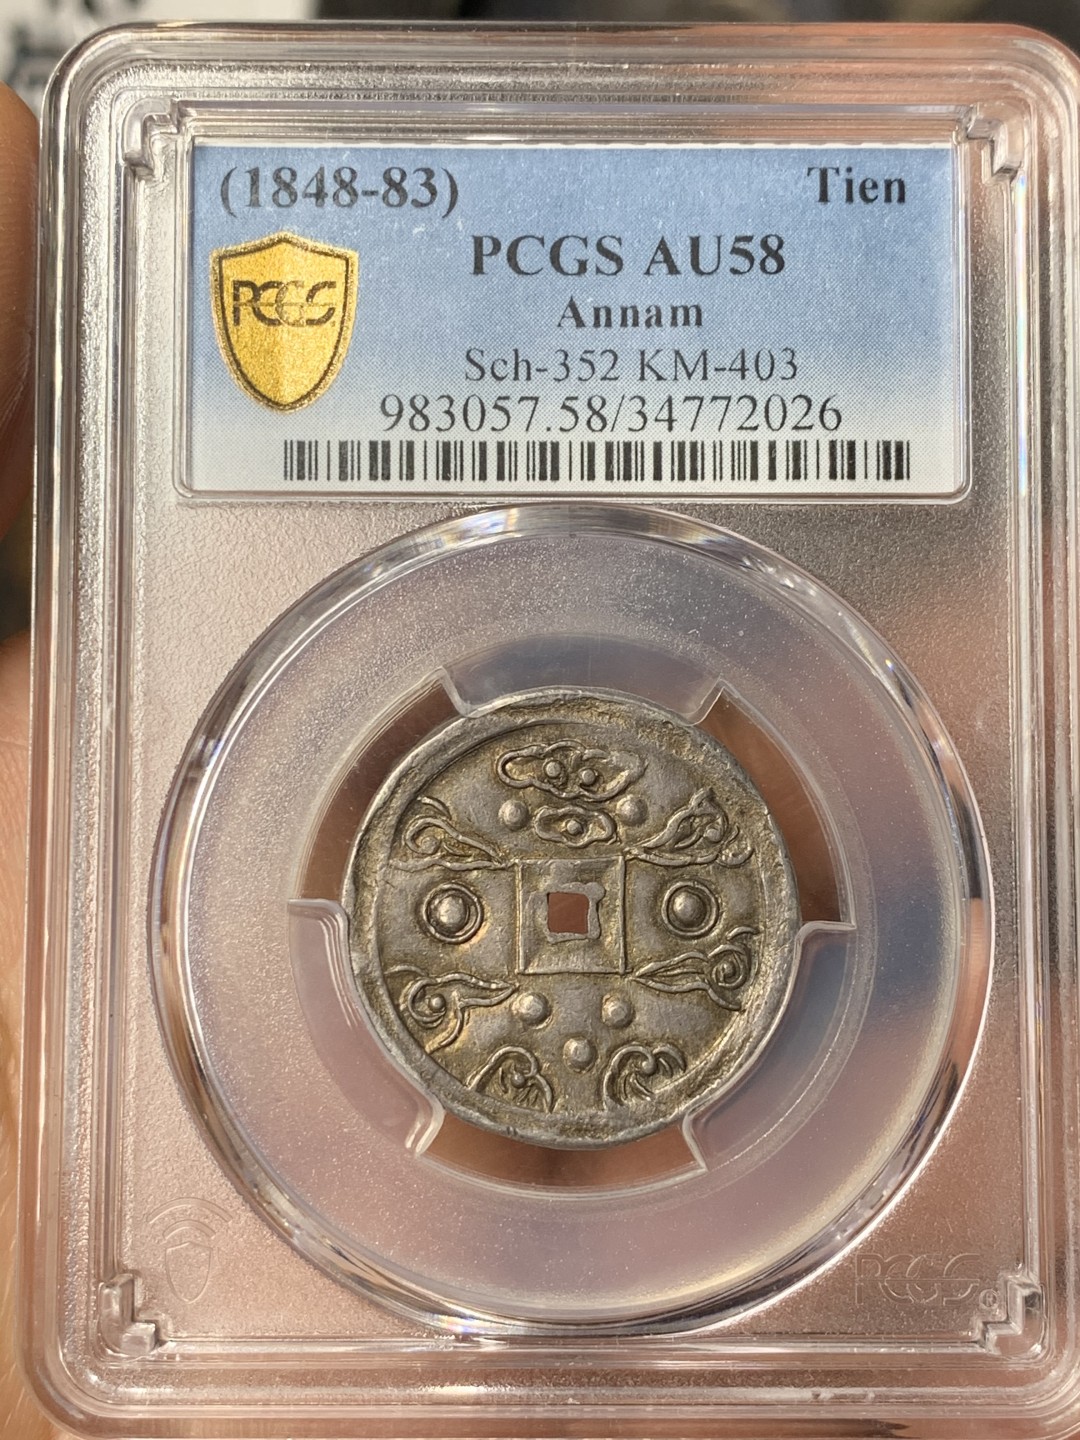 (1848-83) Tien
PCGS AU58
PCGS
Annam
Sch-352 KM-403
983057.58/34772026
PCGS